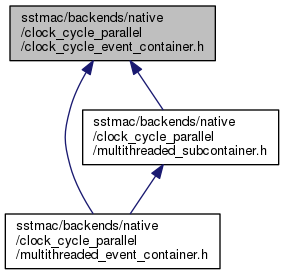 sstmac/backends/native
/clock_cycle_parallel
/clock_cycle_event_container.h
sstmac/backends/native
/clock_cycle_parallel
/multithreaded_subcontainer.h
sstmac/backends/native
/clock_cycle_parallel
/multithreaded_event_container.h